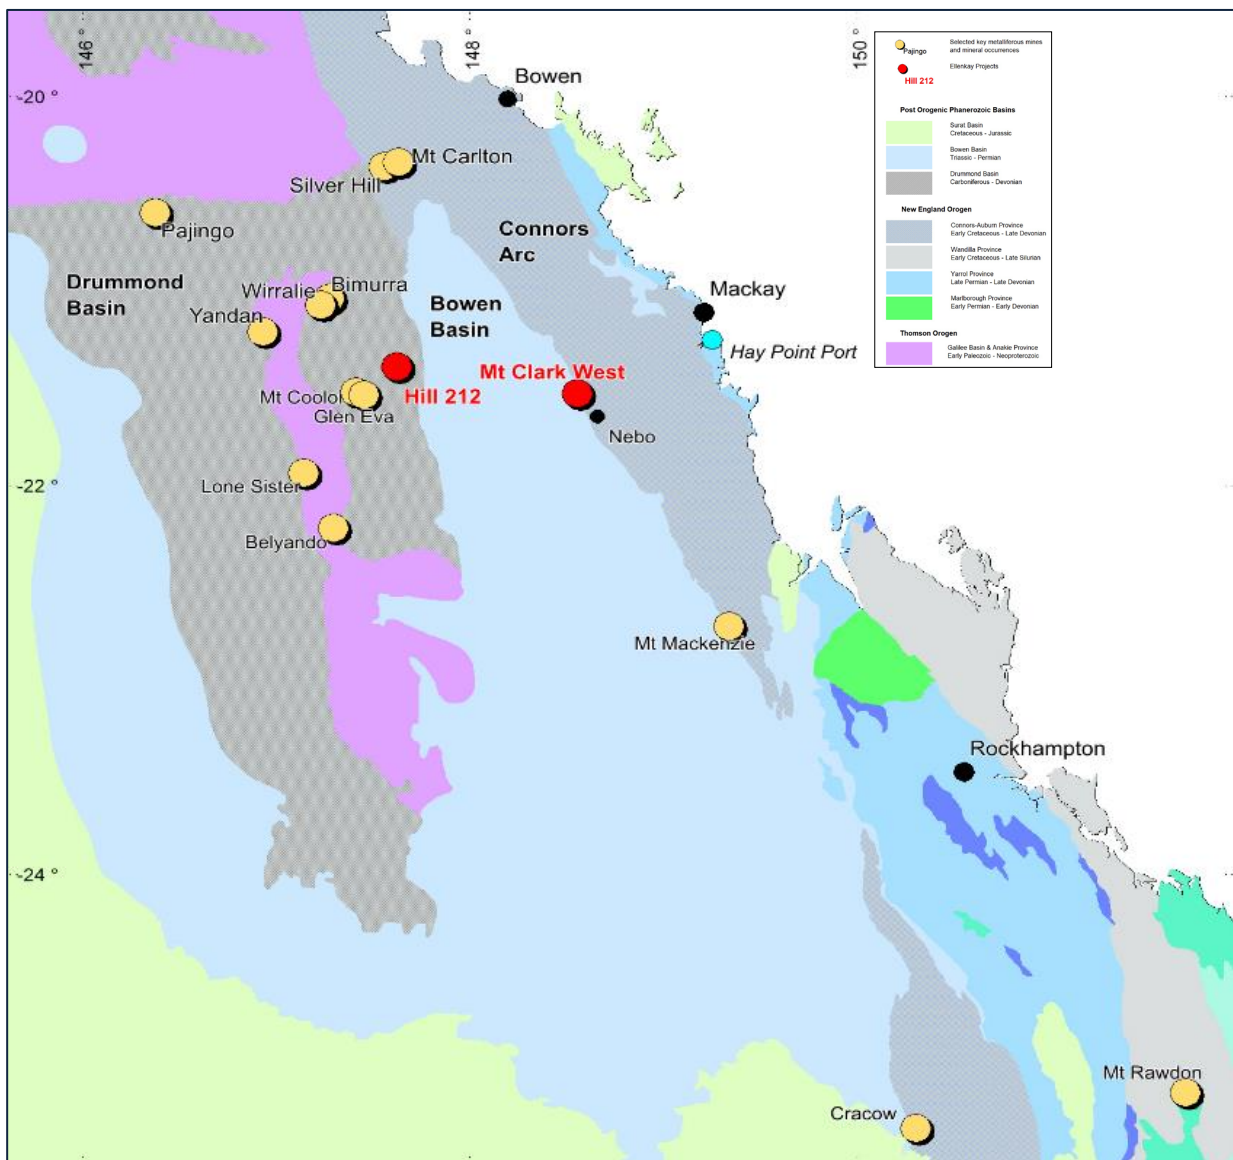 146 °
148 °
150 °
-20 °
-22 °
-24 °
Bowen
Mt Carlton
Silver Hill
Pajingo
Connors
Arc
Drummond
Basin
Wirralie
Bimurra
Yandan
Bowen
Basin
Mackay
Hay Point Port
Mt Clark West
Hill 212
Mt Coolo
Glen Eva
Nebo
Lone Sister
Belyando
Mt Mackenzie
Rockhampton
Mt Rawdon
Cracow
Pajingo
Selected key metalliferous mines
and mineral occurrences
Hill 212
Ellenkay Projects
Post Orogenic Phanerozoic Basins
Surat Basin
Cretaceous - Jurassic
Bowen Basin
Triassic - Permian
Drummond Basin
Carboniferous - Devonian
New England Orogen
Connors-Auburn Province
Early Cretaceous - Late Devonian
Wandilla Province
Early Cretaceous - Late Silurian
Yarrol Province
Late Permian - Late Devonian
Marlborough Province
Early Permian - Early Devonian
Thomson Orogen
Galilee Basin & Anakie Province
Early Paleozoic - Neoproterozoic